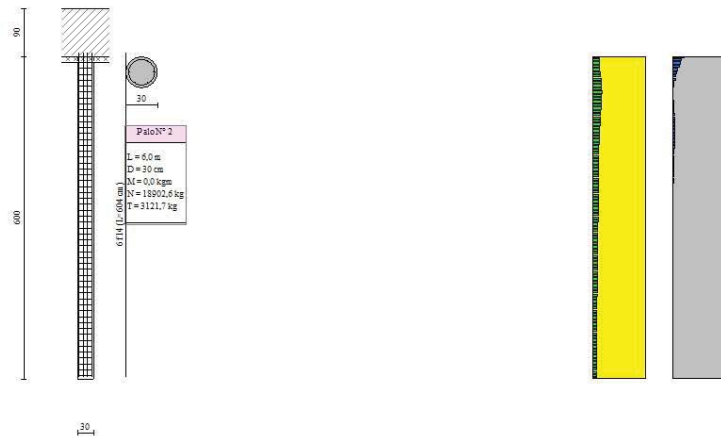 90
600
30
30
6 f14 (L=604 cm)
Palo N° 2
L = 6,0 m
D = 30 cm
M = 0,0 kgm
N = 18902,6 kg
T = 3121,7 kg